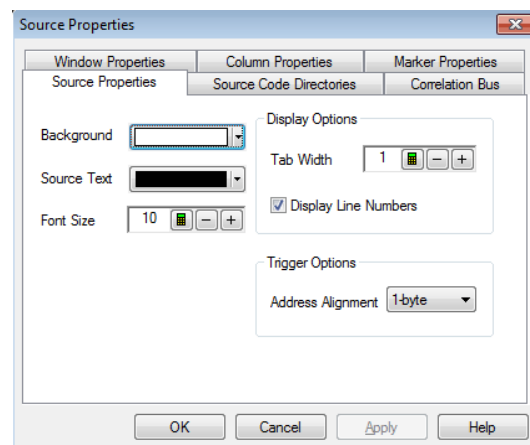 Source Properties
Window Properties
Column Properties
Marker Properties
Source Properties
Source Code Directories
Correlation Bus
Background
Source Text
Font Size 10
Display Options
Tab Width 1
Display Line Numbers
Trigger Options
Address Alignment 1-byte
OK
Cancel
Apply
Help